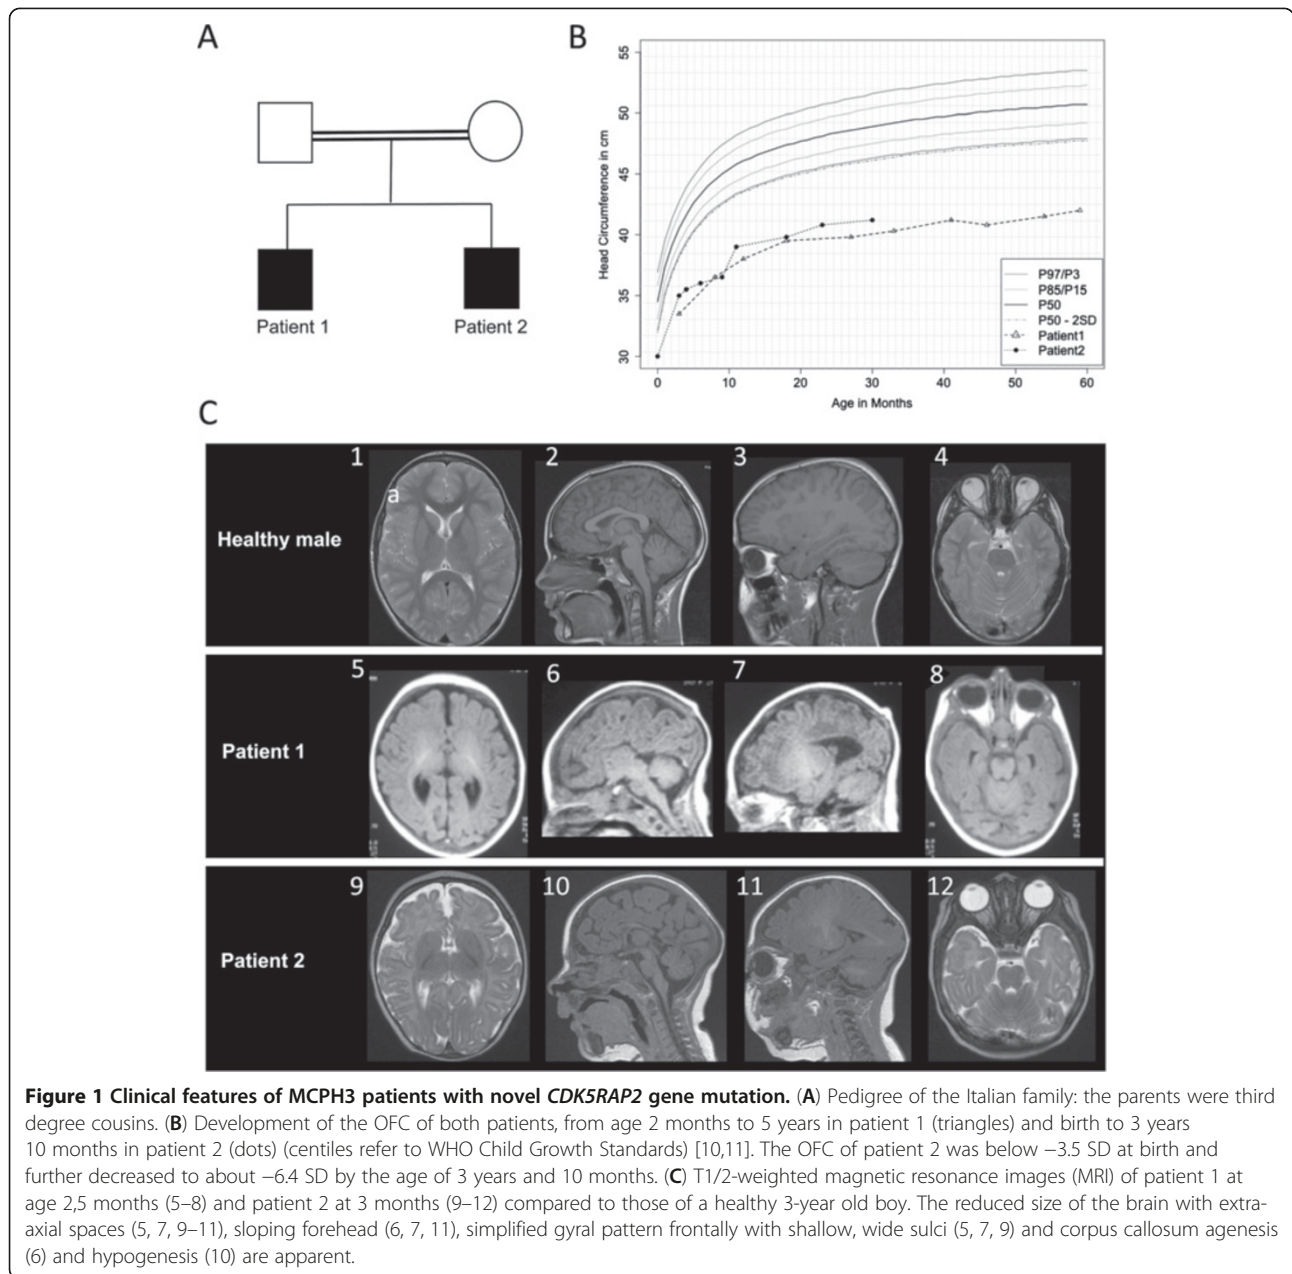 A
Patient 1
Patient 2
B
Head Circumference in cm
55
50
45
40
35
30
0
10
20
30
40
50
60
Age in Months
P97/P3
P85/P15
P50
P50 - 2SD
Patient1
Patient2
C
Healthy male
1
a
2
3
4
Patient 1
5
6
7
8
Patient 2
9
10
11
12
Figure 1 Clinical features of MCPH3 patients with novel CDK5RAP2 gene mutation. (A) Pedigree of the Italian family: the parents were third
degree cousins. (B) Development of the OFC of both patients, from age 2 months to 5 years in patient 1 (triangles) and birth to 3 years
10 months in patient 2 (dots) (centiles refer to WHO Child Growth Standards) [10,11]. The OFC of patient 2 was below −3.5 SD at birth and
further decreased to about −6.4 SD by the age of 3 years and 10 months. (C) T1/2-weighted magnetic resonance images (MRI) of patient 1 at
age 2,5 months (5–8) and patient 2 at 3 months (9–12) compared to those of a healthy 3-year old boy. The reduced size of the brain with extra-
axial spaces (5, 7, 9–11), sloping forehead (6, 7, 11), simplified gyral pattern frontally with shallow, wide sulci (5, 7, 9) and corpus callosum agenesis
(6) and hypogenesis (10) are apparent.